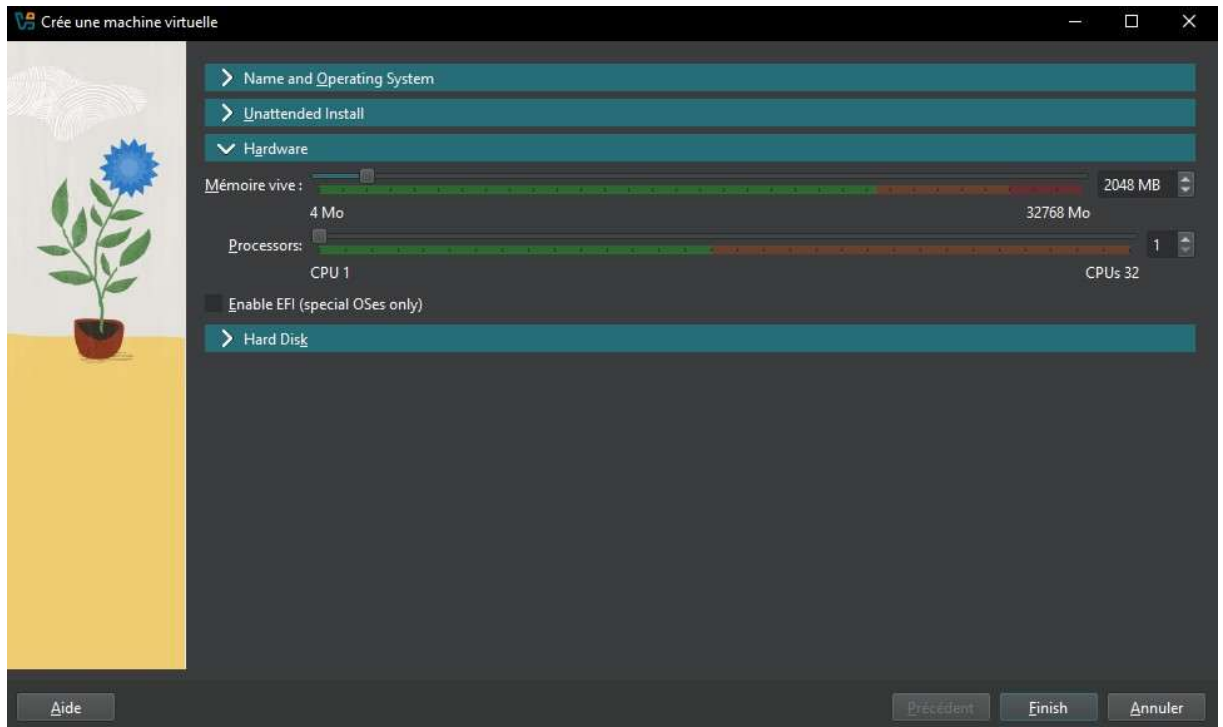 Crée une machine virtuelle
Name and Operating System
Unattended Install
Hardware
Mémoire vive : 2048 MB
4 Mo 32768 Mo
Processors: 1
CPU 1 CPUs 32
Enable EFI (special OSes only)
Hard Disk
Aide Précédent Finish Annuler